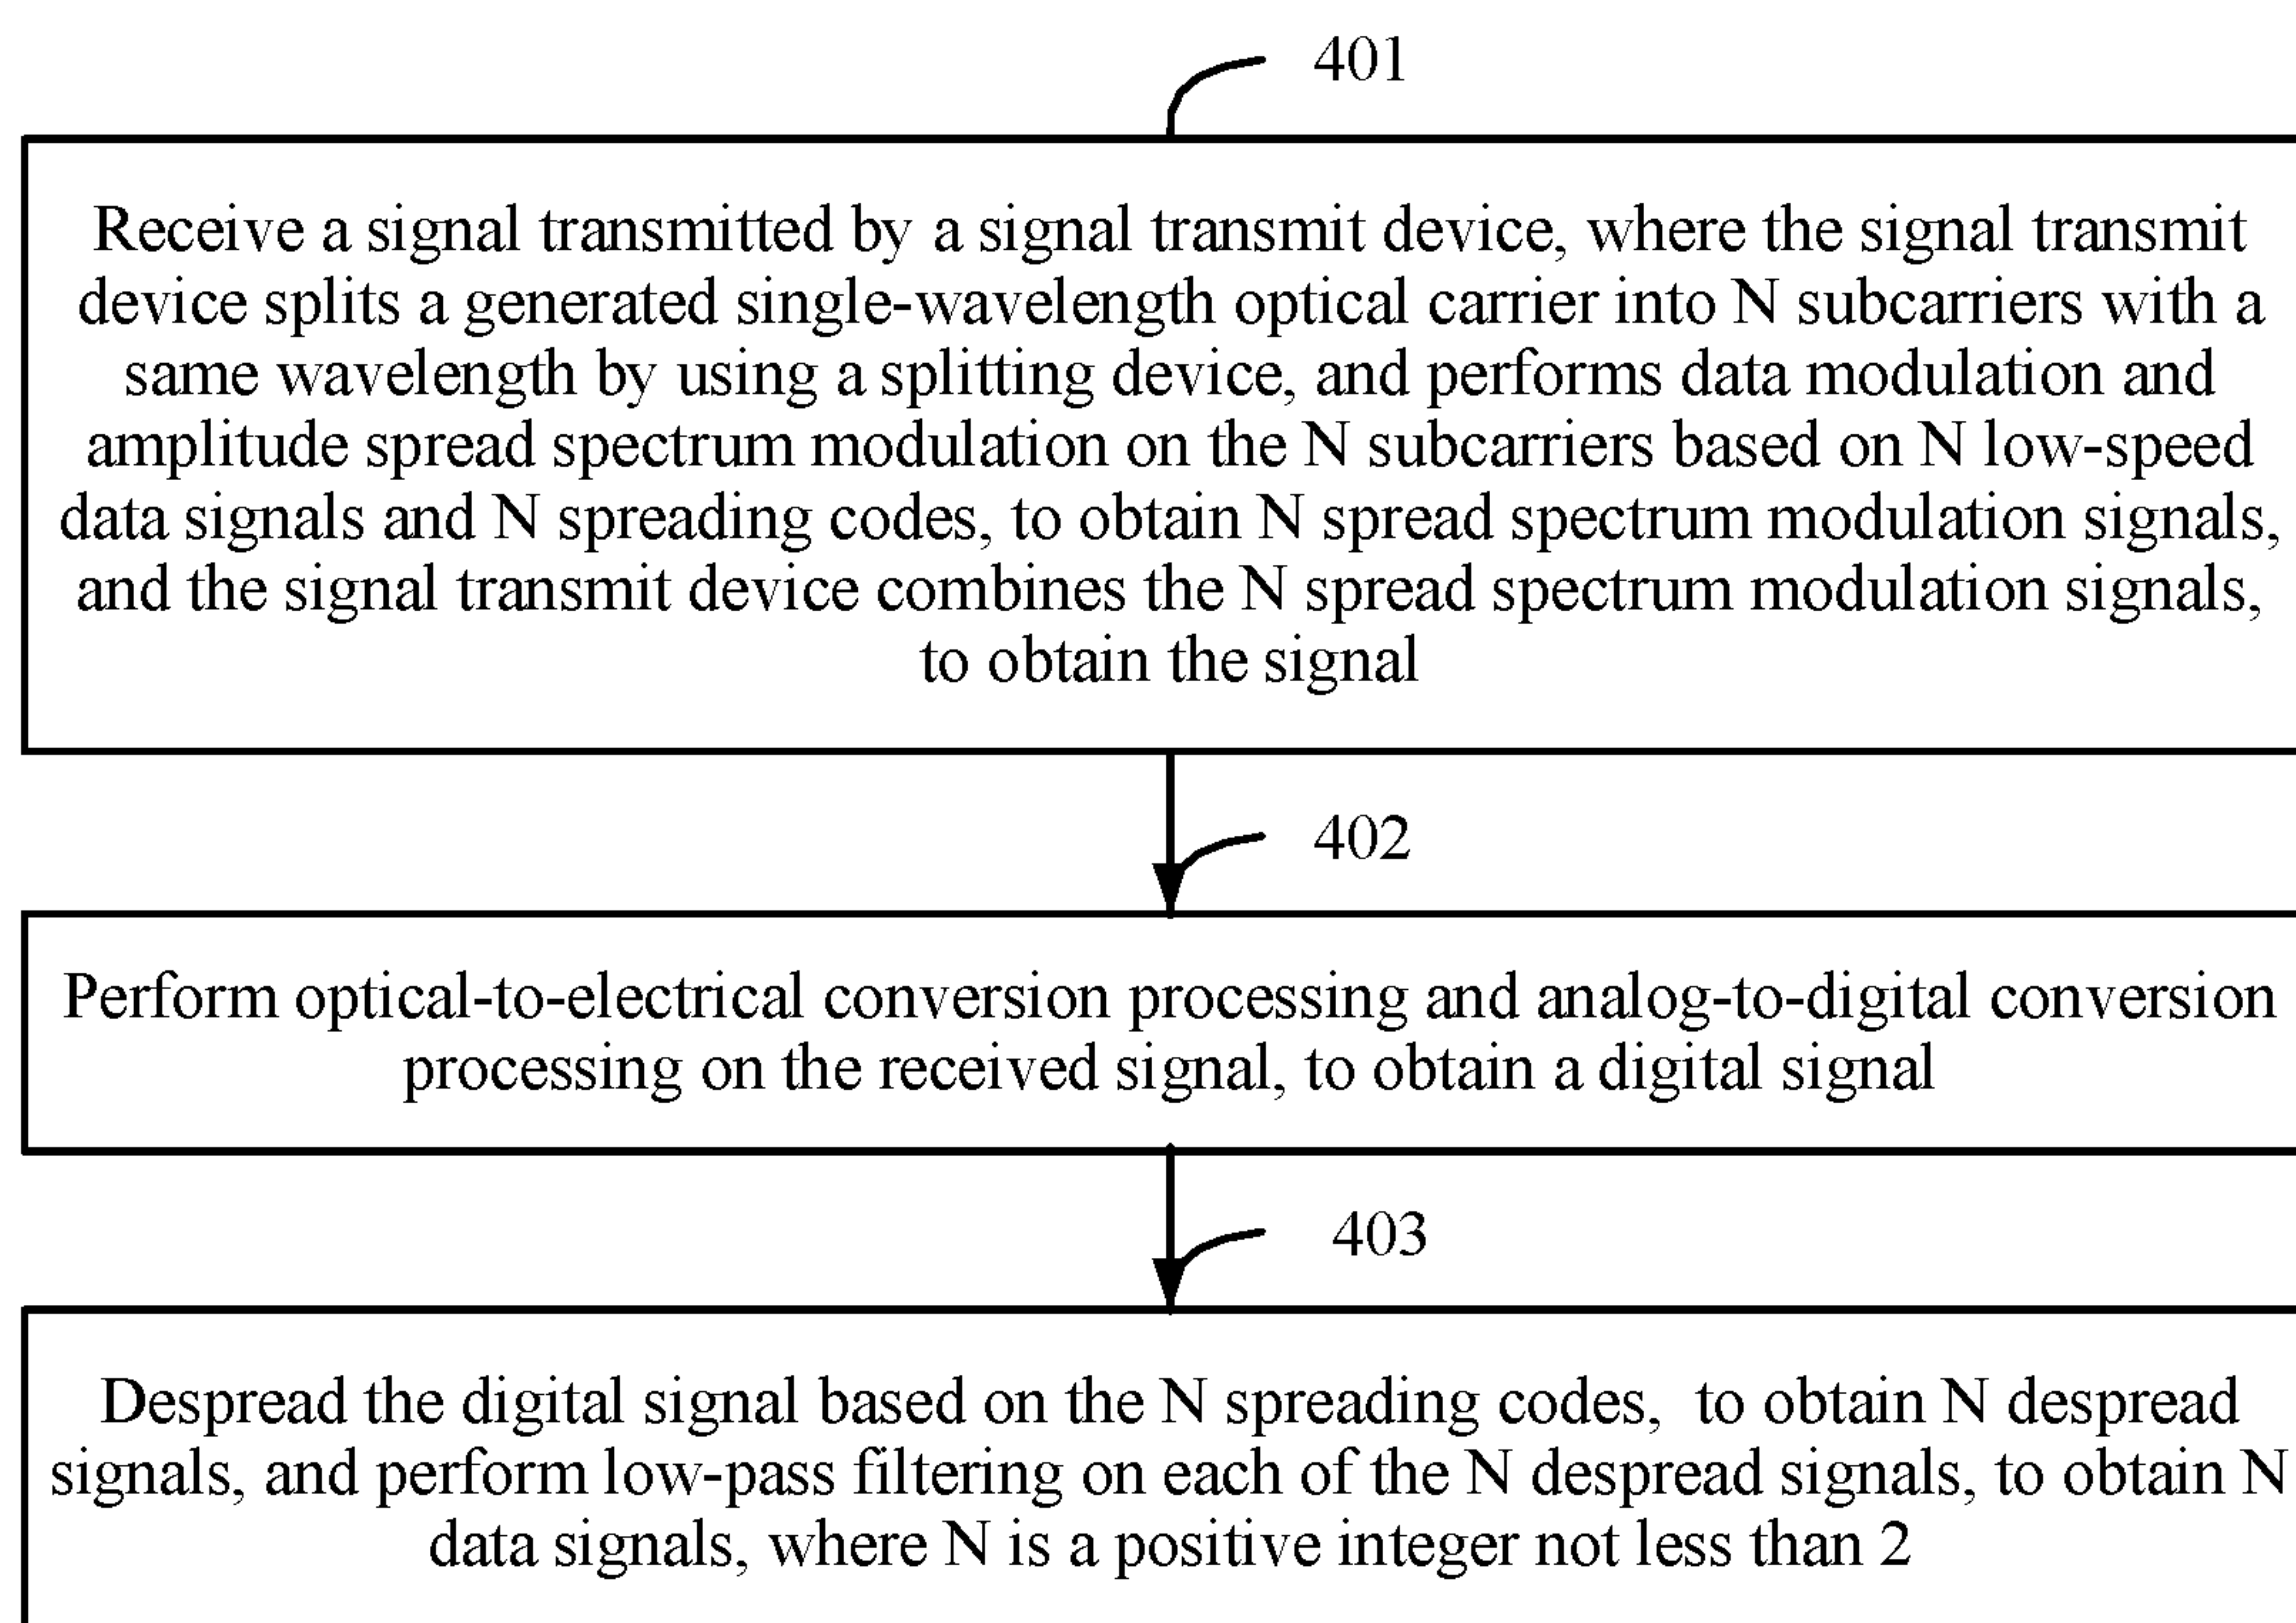 401
Receive a signal transmitted by a signal transmit device, where the signal transmit
device splits a generated single-wavelength optical carrier into N subcarriers with a
same wavelength by using a splitting device, and performs data modulation and
amplitude spread spectrum modulation on the N subcarriers based on N low-speed
data signals and N spreading codes, to obtain N spread spectrum modulation signals,
and the signal transmit device combines the N spread spectrum modulation signals,
to obtain the signal
402
Perform optical-to-electrical conversion processing and analog-to-digital conversion
processing on the received signal, to obtain a digital signal
403
Despread the digital signal based on the N spreading codes, to obtain N despread
signals, and perform low-pass filtering on each of the N despread signals, to obtain N
data signals, where N is a positive integer not less than 2